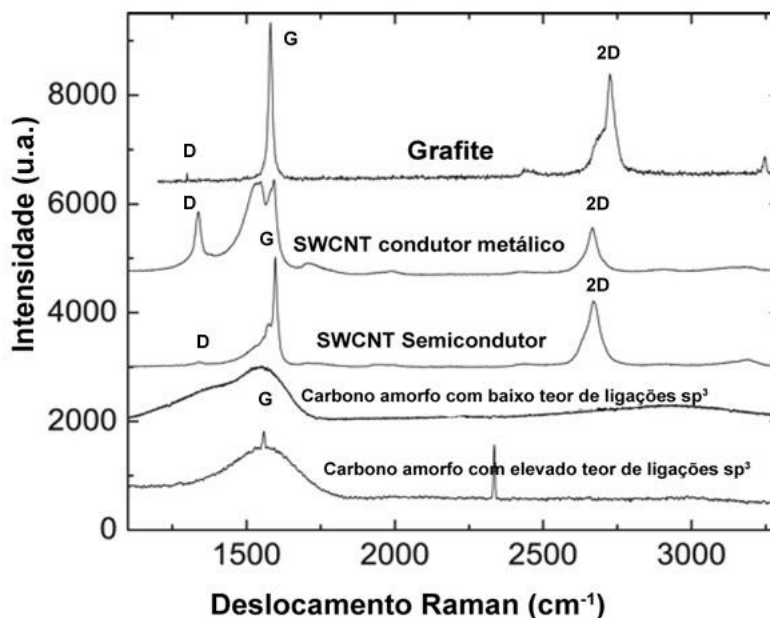 Intensidade (u.a.)
8000
6000
4000
2000
0
G
2D
D
Grafite
D
2D
G
SWCNT condutor metálico
2D
D
SWCNT Semicondutor
Carbono amorfo com baixo teor de ligações sp³
G
Carbono amorfo com elevado teor de ligações sp³
1500 2000 2500 3000
Deslocamento Raman (cm⁻¹)